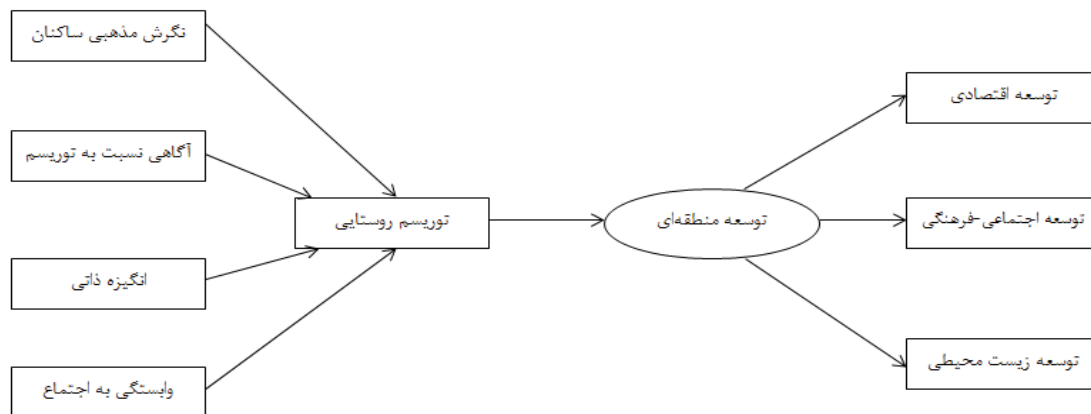 نگرش مذهبی ساکنان
آگاهی نسبت به توریسم
انگیزه ذاتی
وابستگی به اجتماع
توریسم روستایی
توسعه منطقه‌ای
توسعه اقتصادی
توسعه اجتماعی-فرهنگی
توسعه زیست محیطی